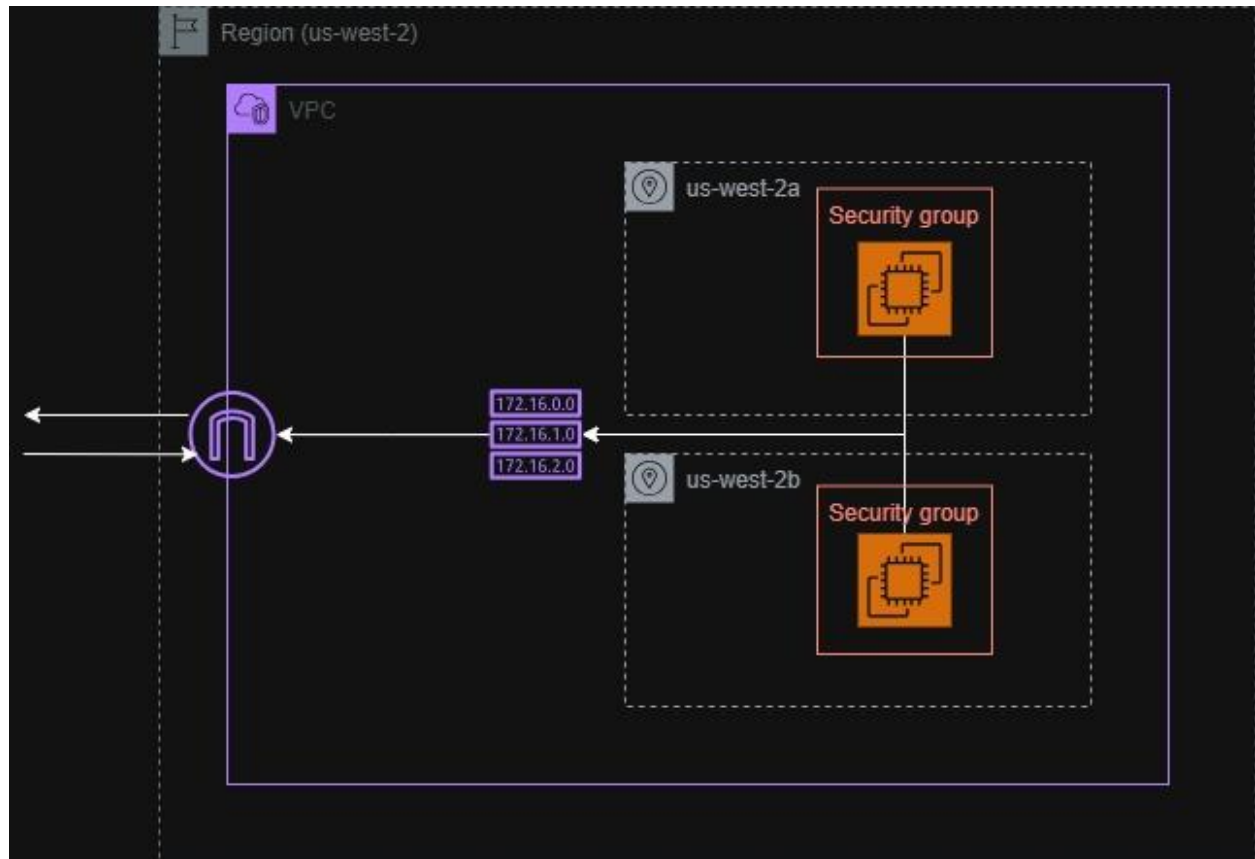 Region (us-west-2)
VPC
us-west-2a
Security group
172.16.0.0
172.16.1.0
172.16.2.0
us-west-2b
Security group